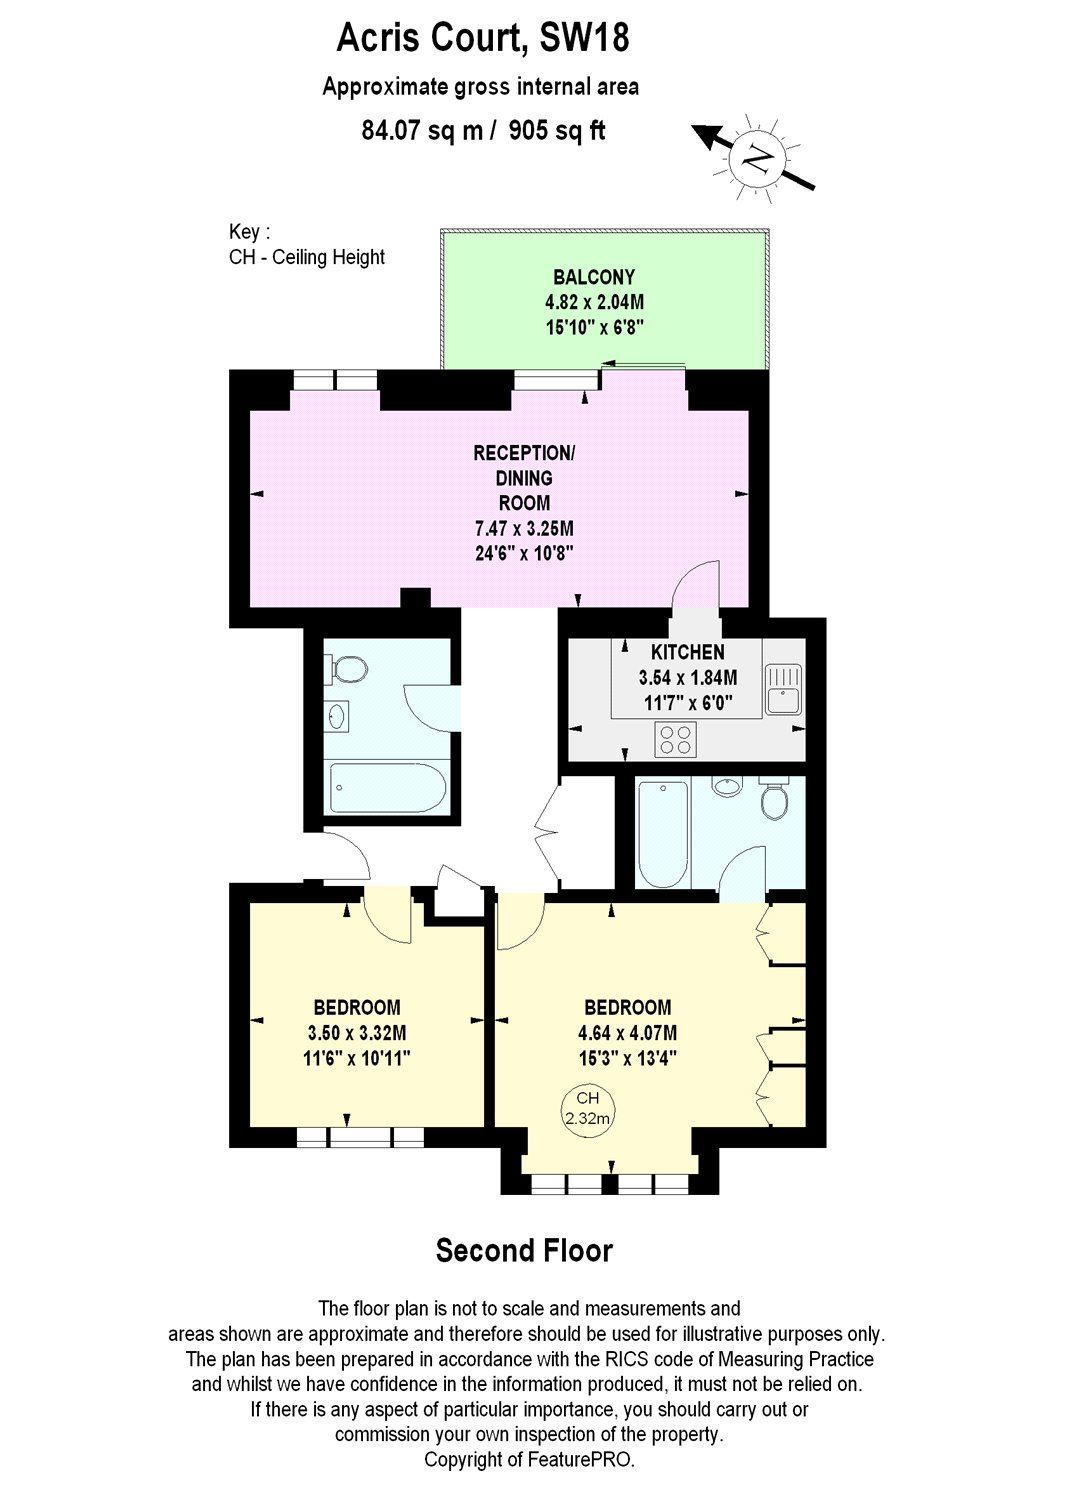 Acris Court, SW18
Approximate gross internal area
84.07 sq m / 905 sq ft
N
Key :
CH - Ceiling Height
BALCONY
4.82 x 2.04M
15'10" x 6'8"
RECEPTION/
DINING
ROOM
7.47 x 3.25M
24'6" x 10'8"
KITCHEN
3.54 x 1.84M
11'7" x 6'0"
BEDROOM
3.50 x 3.32M
11'6" x 10'11"
BEDROOM
4.64 x 4.07M
15'3" x 13'4"
CH
2.32m
Second Floor
The floor plan is not to scale and measurements and
areas shown are approximate and therefore should be used for illustrative purposes only.
The plan has been prepared in accordance with the RICS code of Measuring Practice
and whilst we have confidence in the information produced, it must not be relied on.
If there is any aspect of particular importance, you should carry out or
commission your own inspection of the property.
Copyright of FeaturePRO.